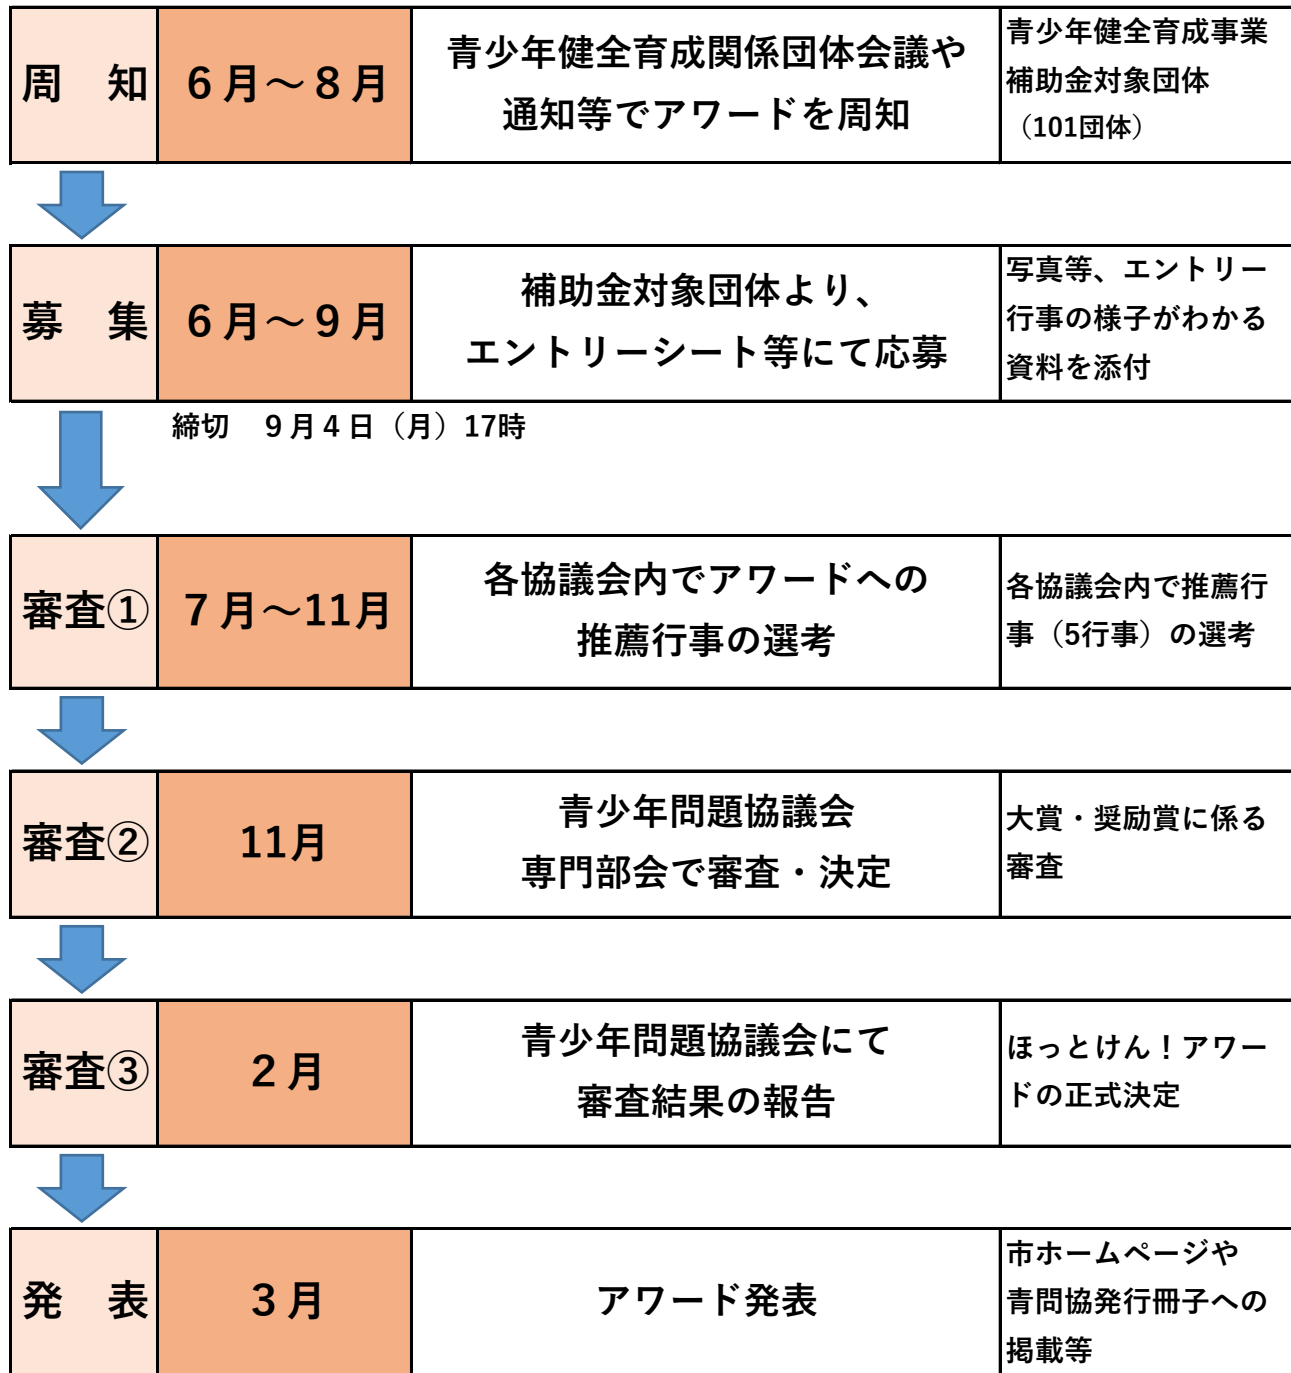 周　知
６月～８月
青少年健全育成関係団体会議や
通知等でアワードを周知
青少年健全育成事業
補助金対象団体
（101団体）
募　集
６月～９月
補助金対象団体より、
エントリーシート等にて応募
写真等、エントリー
行事の様子がわかる
資料を添付
締切　９月４日（月）17時
審査①
７月～11月
各協議会内でアワードへの
推薦行事の選考
各協議会内で推薦行
事（5行事）の選考
審査②
11月
青少年問題協議会
専門部会で審査・決定
大賞・奨励賞に係る
審査
審査③
２月
青少年問題協議会にて
審査結果の報告
ほっとけん！アワー
ドの正式決定
発　表
３月
アワード発表
市ホームページや
青問協発行冊子への
掲載等